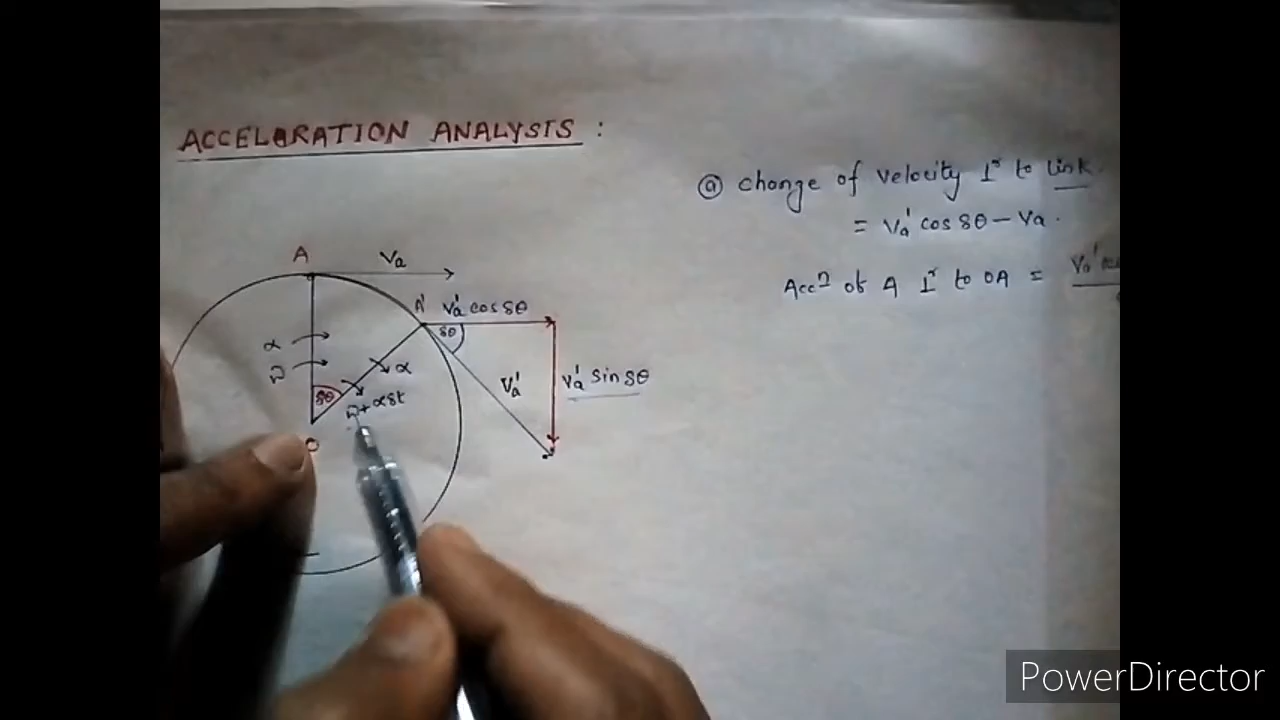 ACCELERATION ANALYSIS :
ⓐ change of velocity ⊥r to link.
= Va' cos δθ – Va.
Accⁿ of A ⊥r to OA =
A
Va
A'
Va' cos δθ
δθ
α
ω
α
Va'
Va' sin δθ
δθ
ω + αδt
O
PowerDirector